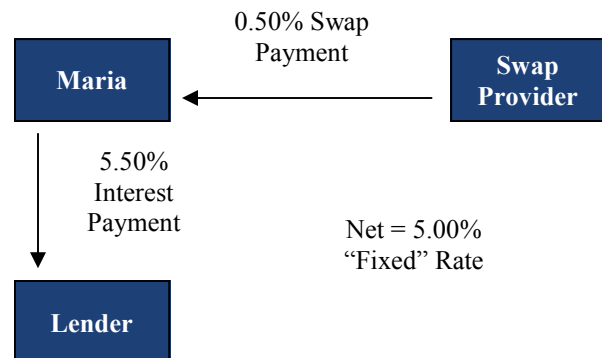 0.50% Swap
Payment
Maria
Swap
Provider
5.50%
Interest
Payment
Net = 5.00%
“Fixed” Rate
Lender